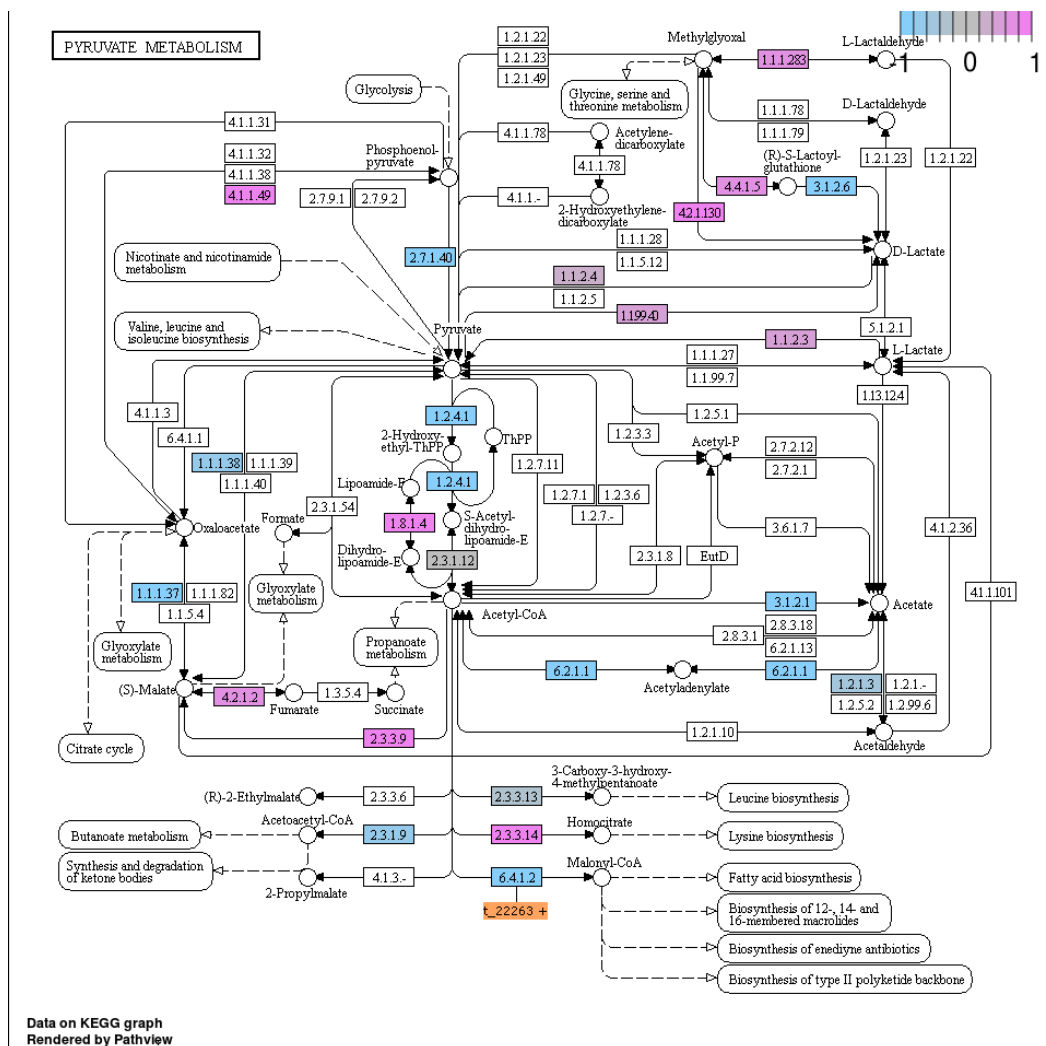 PYRUVATE METABOLISM
-1 0 1
1.2.1.22
1.2.1.23
1.2.1.49
Methylglyoxal
1.1.1.283
L-Lactaldehyde
Glycolysis
Glycine, serine and
threonine metabolism
1.1.1.78
1.1.1.79
D-Lactaldehyde
4.1.1.31
4.1.1.78
Acetylene-
dicarboxylate
4.1.1.32
4.1.1.38
4.1.1.49
Phosphoenol-
pyruvate
4.1.1.78
(R)-S-Lactoyl-
glutathione
1.2.1.23
1.2.1.22
2.7.9.1
2.7.9.2
4.1.1.-
4.4.1.5
3.1.2.6
2-Hydroxyethylene-
dicarboxylate
4.2.1.130
Nicotinate and nicotinamide
metabolism
2.7.1.40
1.1.1.28
1.1.5.12
D-Lactate
1.1.2.4
1.1.2.5
1.1.99.40
Valine, leucine and
isoleucine biosynthesis
Pyruvate
1.1.2.3
5.1.2.1
L-Lactate
1.1.1.27
1.1.99.7
1.13.12.4
4.1.1.3
6.4.1.1
1.2.4.1
ThPP
2-Hydroxy-
ethyl-ThPP
1.2.5.1
1.2.3.3
Acetyl-P
2.7.2.12
2.7.2.1
1.1.1.38
1.1.1.39
1.1.1.40
1.2.7.11
Lipoamide-E
1.2.4.1
1.2.7.1
1.2.3.6
1.2.7.-
2.3.1.54
Formate
Oxaloacetate
1.8.1.4
S-Acetyl-
dihydro-
lipoamide-E
3.6.1.7
4.1.2.36
Dihydro-
lipoamide-E
2.3.1.12
2.3.1.8
EutD
1.1.1.37
1.1.1.82
1.1.5.4
Glyoxylate
metabolism
4.1.1.101
Acetyl-CoA
3.1.2.1
Acetate
Glyoxylate
metabolism
Propanoate
metabolism
2.8.3.1
2.8.3.18
6.2.1.13
6.2.1.1
Acetyladenylate
6.2.1.1
(S)-Malate
4.2.1.2
Fumarate
1.3.5.4
Succinate
1.2.1.3
1.2.1.-
1.2.5.2
1.2.99.6
2.3.3.9
1.2.1.10
Acetaldehyde
Citrate cycle
3-Carboxy-3-hydroxy-
4-methylpentanoate
(R)-2-Ethylmalate
2.3.3.6
2.3.3.13
Leucine biosynthesis
Acetoacetyl-CoA
Butanoate metabolism
2.3.1.9
2.3.3.14
Homocitrate
Lysine biosynthesis
Synthesis and degradation
of ketone bodies
2-Propylmalate
4.1.3.-
6.4.1.2
Malonyl-CoA
Fatty acid biosynthesis
t_22263 +
Biosynthesis of 12-, 14- and
16-membered macrolides
Biosynthesis of enediyne antibiotics
Biosynthesis of type II polyketide backbone
Data on KEGG graph
Rendered by Pathview